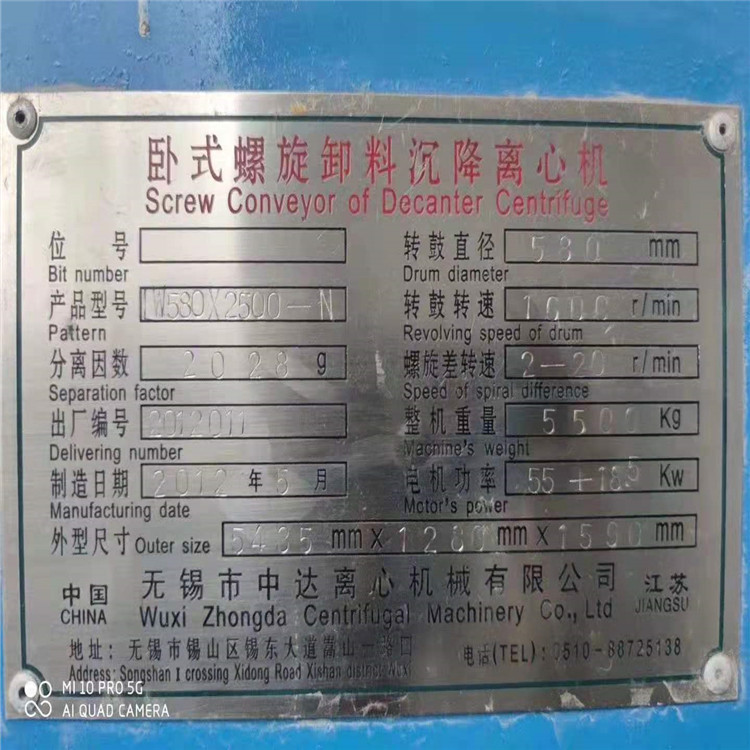 卧式螺旋卸料沉降离心机
Screw Conveyor of Decanter Centrifuge
位号
Bit number
转鼓直径 580 mm
Drum diameter
产品型号 LW580X2500-N
Pattern
转鼓转速 r/min
Revolving speed of drum
分离因数 2028 g
Separation factor
螺旋差转速 2-20 r/min
Speed of spiral difference
出厂编号 2012011
Delivering number
整机重量 5500 Kg
Machine's weight
制造日期 2012 年 5 月
Manufacturing date
电机功率 55+18.5 Kw
Motor's power
外型尺寸 Outer size 5435 mm X 1280 mm X 1590 mm
中国 无锡市中达离心机械有限公司 江苏
CHINA Wuxi Zhongda Centrifugal Machinery Co., Ltd JIANGSU
地址: 无锡市锡山区锡东大道嵩山一路口 电话(TEL): 0510-88725138
Address: Songshan I crossing Xidong Road Xishan district Wuxi
MI 10 PRO 5G
AI QUAD CAMERA